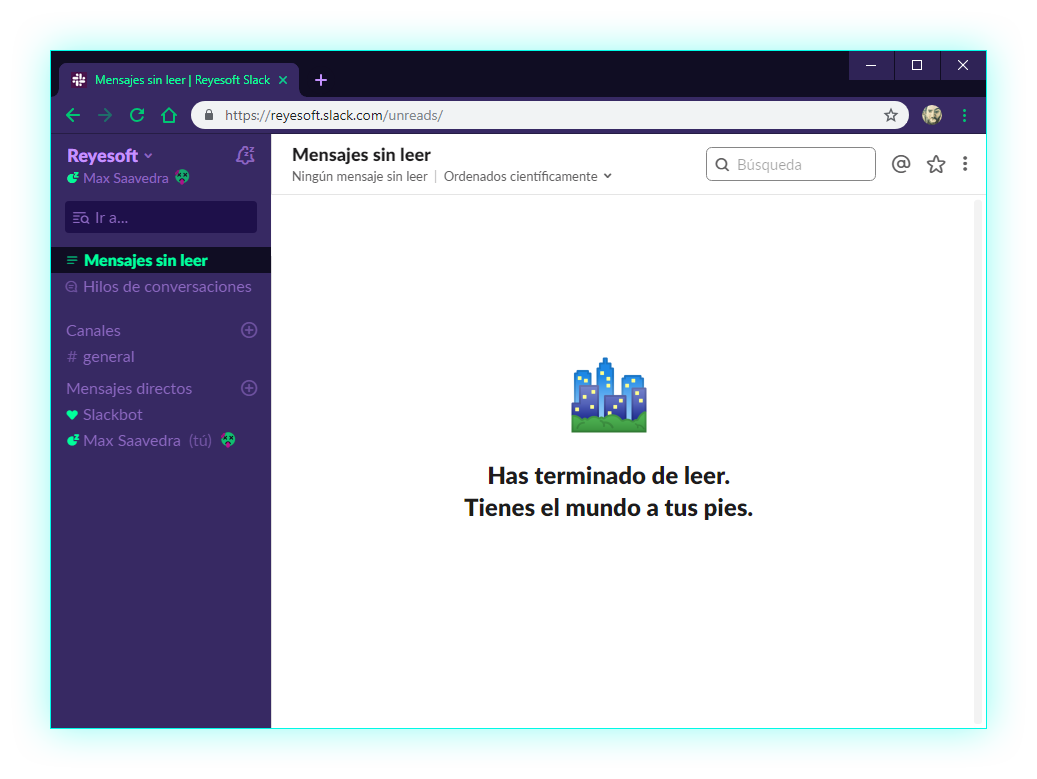 Mensajes sin leer | Reyesoft Slack
https://reyesoft.slack.com/unreads/
Reyesoft
Max Saavedra
Ir a...
Mensajes sin leer
Hilos de conversaciones
Canales
# general
Mensajes directos
Slackbot
Max Saavedra (tú)
Mensajes sin leer
Ningún mensaje sin leer | Ordenados científicamente
Búsqueda
Has terminado de leer.
Tienes el mundo a tus pies.